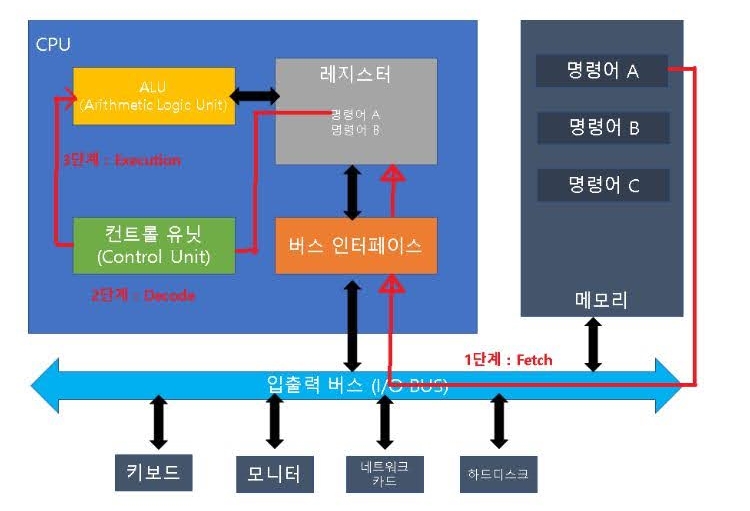 CPU
ALU
(Arithmetic Logic Unit)
레지스터
명령어 A
명령어 B
3단계 : Execution
컨트롤 유닛
(Control Unit)
버스 인터페이스
2단계 : Decode
명령어 A
명령어 B
명령어 C
메모리
1단계 : Fetch
입출력 버스 (I/O BUS)
키보드
모니터
네트워크
카드
하드디스크